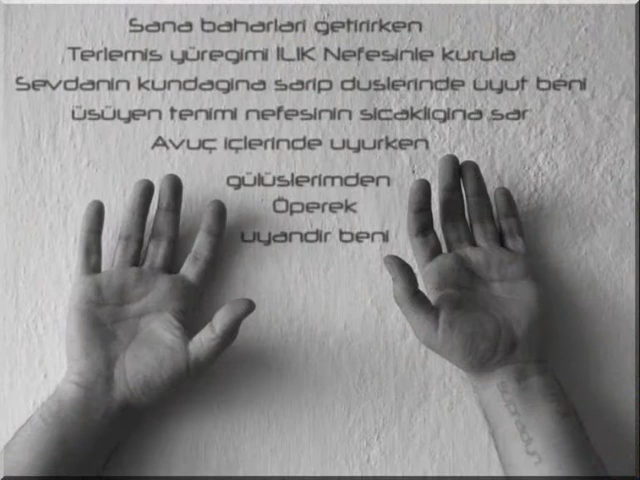 Sana baharlari getirirken
Terlemis yüregimi ILIK Nefesinle kurula
Sevdanin kundagina sarip duslerinde uyut beni
üsüyen tenimi nefesinin sicakligina sar
Avuç içlerinde uyurken
gülüslerimden
Öperek
uyandir beni